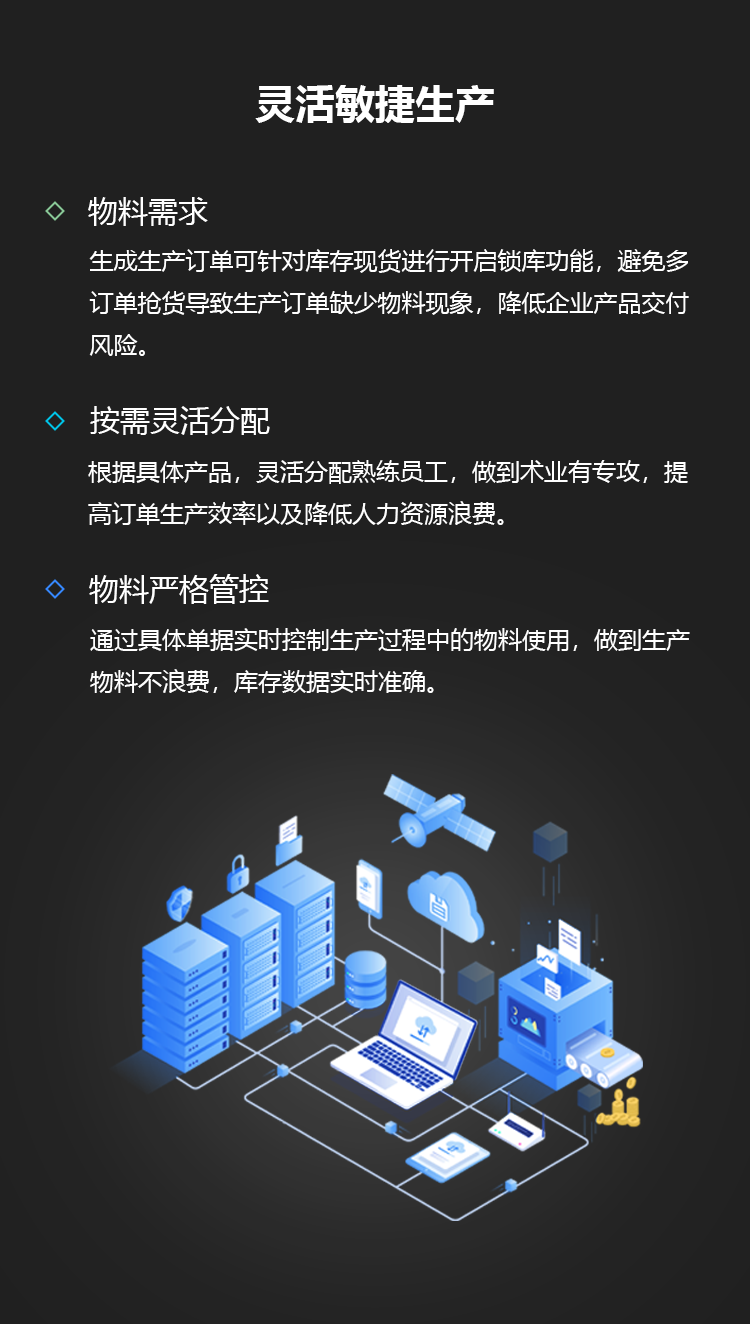 灵活敏捷生产
物料需求
生成生产订单可针对库存现货进行开启锁库功能，避免多
订单抢货导致生产订单缺少物料现象，降低企业产品交付
风险。
按需灵活分配
根据具体产品，灵活分配熟练员工，做到术业有专攻，提
高订单生产效率以及降低人力资源浪费。
物料严格管控
通过具体单据实时控制生产过程中的物料使用，做到生产
物料不浪费，库存数据实时准确。